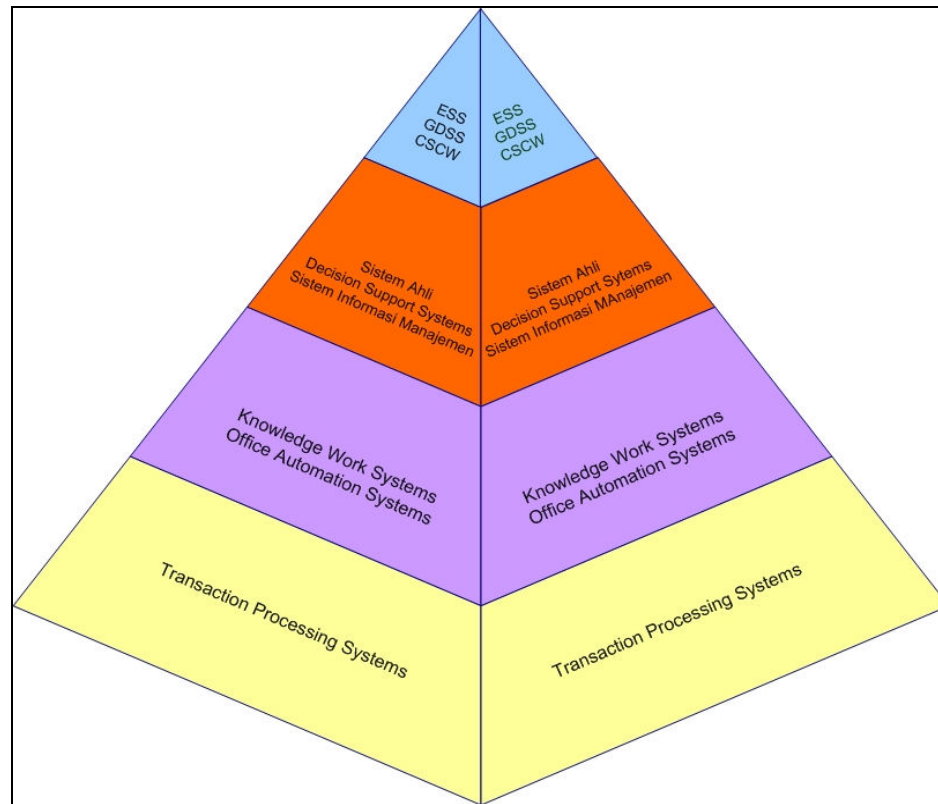 ESS
GDSS
CSCW
ESS
GDSS
CSCW
Sistem Ahli
Decision Support Systems
Sistem Informasi Manajemen
Sistem Ahli
Decision Support Sytems
Sistem Informasi MAnajemen
Knowledge Work Systems
Office Automation Systems
Knowledge Work Systems
Office Automation Systems
Transaction Processing Systems
Transaction Processing Systems